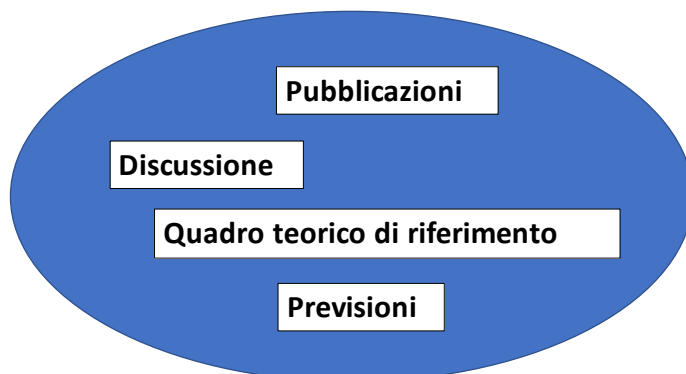 Pubblicazioni
Discussione
Quadro teorico di riferimento
Previsioni